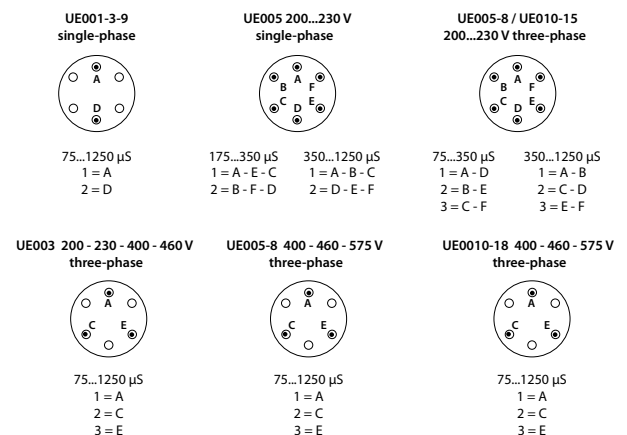 UE001-3-9
single-phase
A
D
75...1250 µS
1 = A
2 = D
UE005 200...230 V
single-phase
A
B F
C E
D
175...350 µS 350...1250 µS
1 = A - E - C 1 = A - B - C
2 = B - F - D 2 = D - E - F
UE005-8 / UE010-15
200...230 V three-phase
A
B F
C E
D
75...350 µS 350...1250 µS
1 = A - D 1 = A - B
2 = B - E 2 = C - D
3 = C - F 3 = E - F
UE003 200 - 230 - 400 - 460 V
three-phase
A
C E
75...1250 µS
1 = A
2 = C
3 = E
UE005-8 400 - 460 - 575 V
three-phase
A
C E
75...1250 µS
1 = A
2 = C
3 = E
UE0010-18 400 - 460 - 575 V
three-phase
A
C E
75...1250 µS
1 = A
2 = C
3 = E